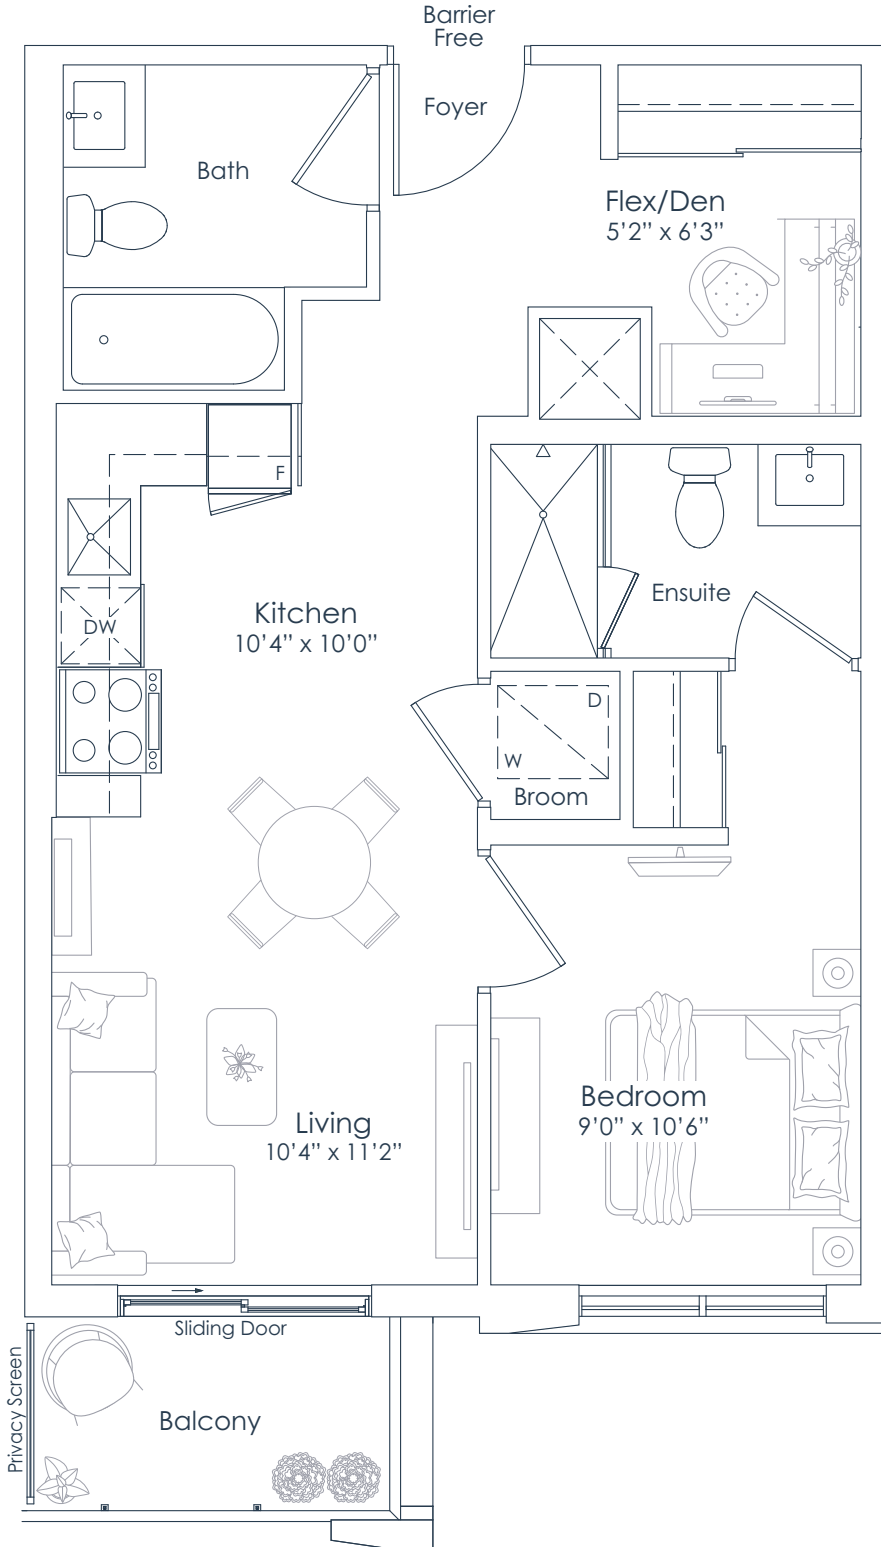 Barrier
Free
Foyer
Bath
Flex/Den
5’2” x 6’3”
F
DW
Kitchen
10’4” x 10’0”
Ensuite
D
W
Broom
Living
10’4” x 11’2”
Bedroom
9’0” x 10’6”
Sliding Door
Privacy Screen
Balcony